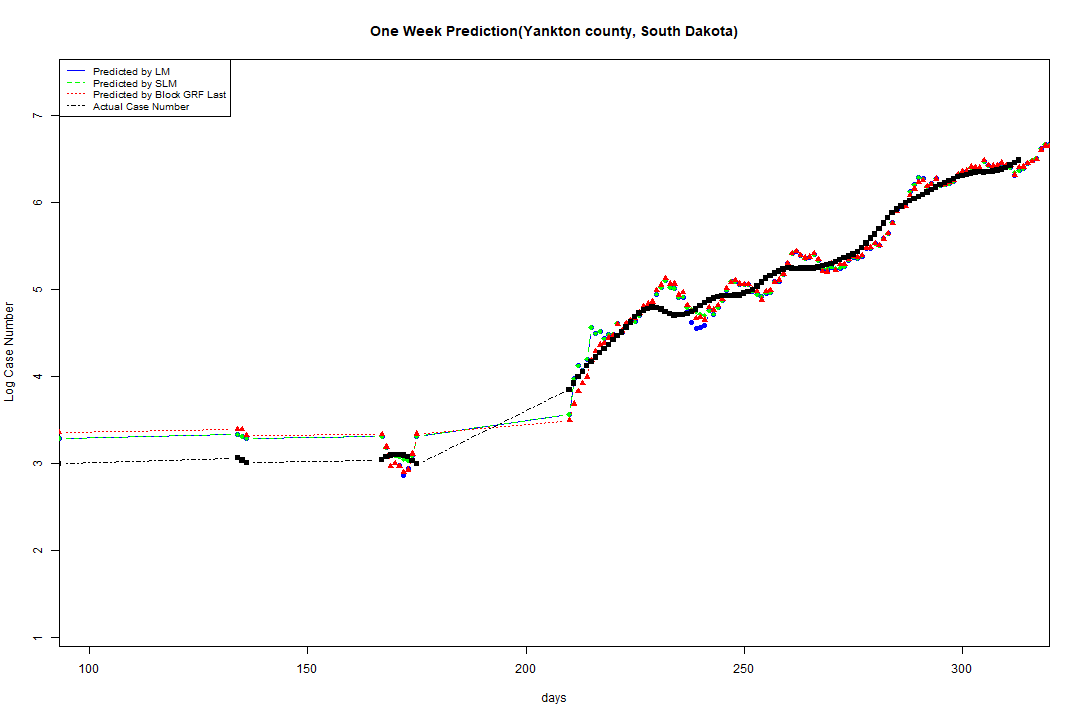 One Week Prediction(Yankton county, South Dakota)
Predicted by LM
Predicted by SLM
Predicted by Block GRF Last
Actual Case Number
7
6
5
4
3
2
1
Log Case Number
100 150 200 250 300
days